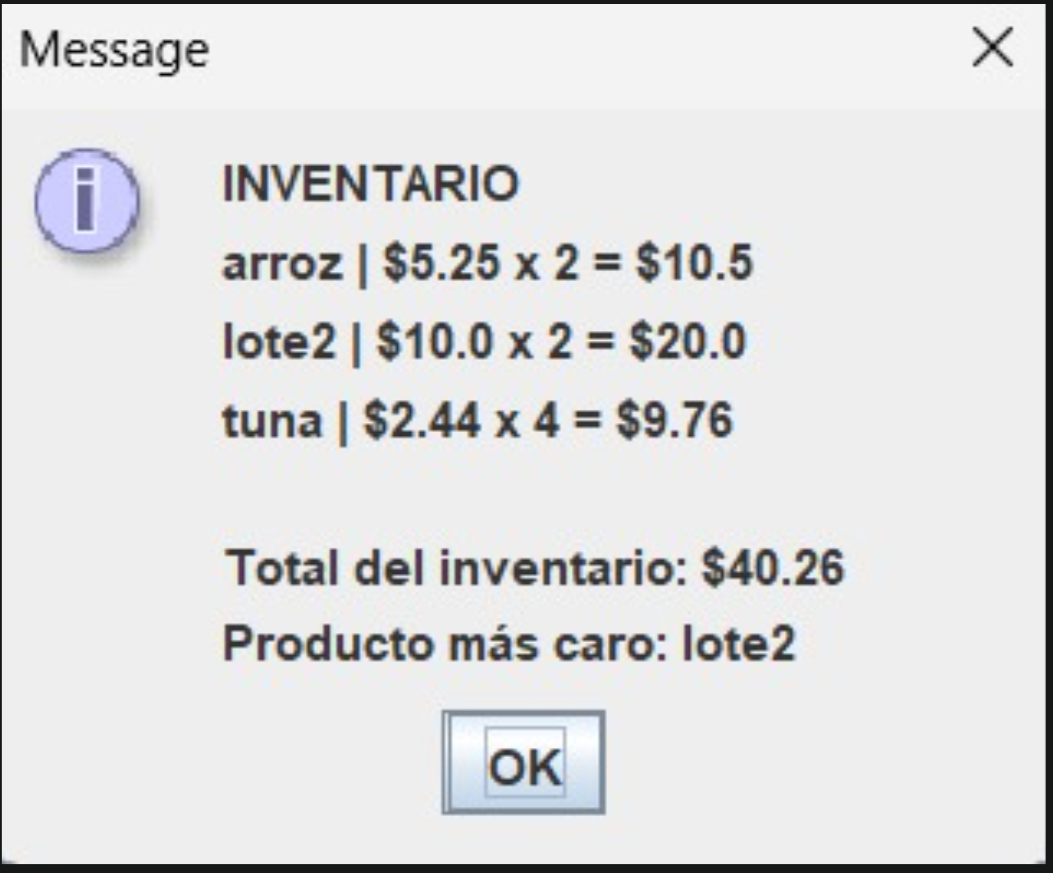 Message
INVENTARIO
arroz | $5.25 x 2 = $10.5
lote2 | $10.0 x 2 = $20.0
tuna | $2.44 x 4 = $9.76
Total del inventario: $40.26
Producto más caro: lote2
OK